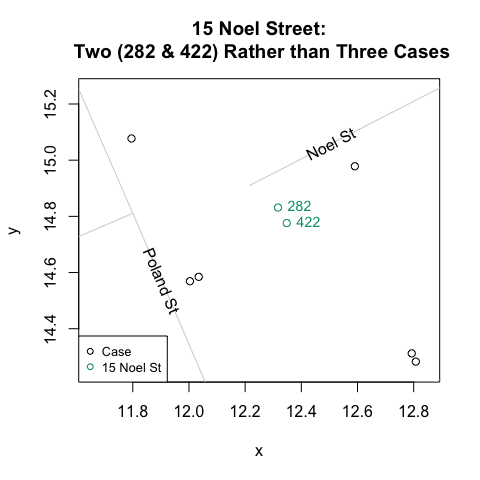 15 Noel Street:
Two (282 & 422) Rather than Three Cases
15.2
15.0
14.8
14.6
14.4
y
Noel St
282
422
Poland St
Case
15 Noel St
11.8 12.0 12.2 12.4 12.6 12.8
x